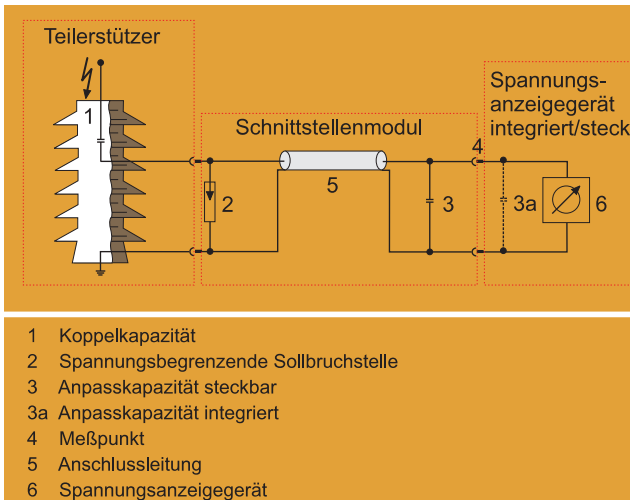 Teilerstützer
Spannungs-
anzeigegerät
integriert/steck
Schnittstellenmodul
1
4
2
5
3
3a
6
1 Koppelkapazität
2 Spannungsbegrenzende Sollbruchstelle
3 Anpasskapazität steckbar
3a Anpasskapazität integriert
4 Meßpunkt
5 Anschlussleitung
6 Spannungsanzeigegerät